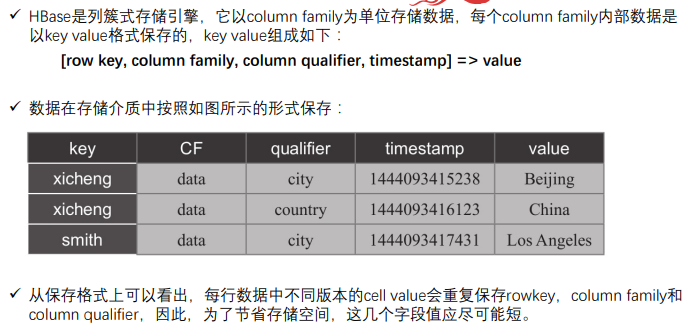 ✓ HBase是列簇式存储引擎，它以column family为单位存储数据，每个column family内部数据是
以key value格式保存的，key value组成如下：
[row key, column family, column qualifier, timestamp] => value
✓ 数据在存储介质中按照如图所示的形式保存：
key CF qualifier timestamp value
xicheng data city 1444093415238 Beijing
xicheng data country 1444093416123 China
smith data city 1444093417431 Los Angeles
✓ 从保存格式上可以看出，每行数据中不同版本的cell value会重复保存rowkey，column family和
column qualifier，因此，为了节省存储空间，这几个字段值应尽可能短。